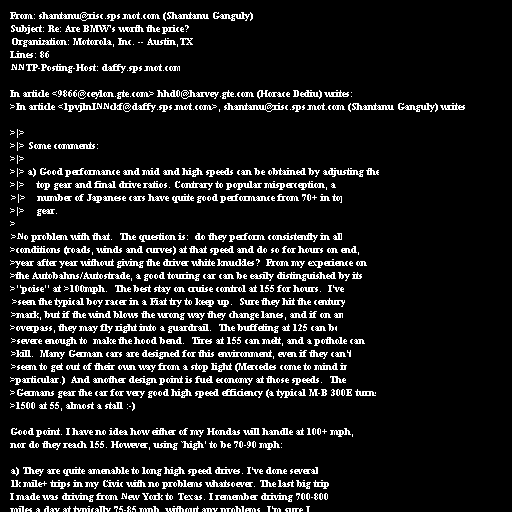 From: shantanu@risc.sps.mot.com (Shantanu Ganguly)
Subject: Re: Are BMW's worth the price?
Organization: Motorola, Inc. -- Austin,TX
Lines: 86
NNTP-Posting-Host: daffy.sps.mot.com

In article <9866@ceylon.gte.com> hhd0@harvey.gte.com (Horace Dediu) writes:
>In article <1pvjlnINNckf@daffy.sps.mot.com>, shantanu@risc.sps.mot.com (Shantanu Ganguly) writes

>|>
>|> Some comments:
>|>
>|> a) Good performance and mid and high speeds can be obtained by adjusting the
>|> top gear and final drive ratios. Contrary to popular misperception, a
>|> number of Japanese cars have quite good performance from 70+ in top
>|> gear.
>
>No problem with that. The question is: do they perform consistently in all
>conditions (roads, winds and curves) at that speed and do so for hours on end,
>year after year without giving the driver white knuckles? From my experience on
>the Autobahns/Autostrade, a good touring car can be easily distinguished by its
>"poise" at >100mph. The best stay on cruise control at 155 for hours. I've
>seen the typical boy racer in a Fiat try to keep up. Sure they hit the century
>mark, but if the wind blows the wrong way they change lanes, and if on an
>overpass, they may fly right into a guardrail. The buffeting at 125 can be
>severe enough to make the hood bend. Tires at 155 can melt, and a pothole can
>kill. Many German cars are designed for this environment, even if they can't
>seem to get out of their own way from a stop light (Mercedes come to mind in
>particular.) And another design point is fuel economy at those speeds. The
>Germans gear the car for very good high speed efficiency (a typical M-B 300E turns
>1500 at 55, almost a stall :-)

Good point. I have no idea how either of my Hondas will handle at 100+ mph,
nor do they reach 155. However, using `high' to be 70-90 mph:

a) They are quite amenable to long high speed drives. I've done several
1k mile+ trips in my Civic with no problems whatsoever. The last big trip
I made was driving from New York to Texas. I remember driving 700-800
miles a day at typically 75-85 mph, without any problems. I'm sure I